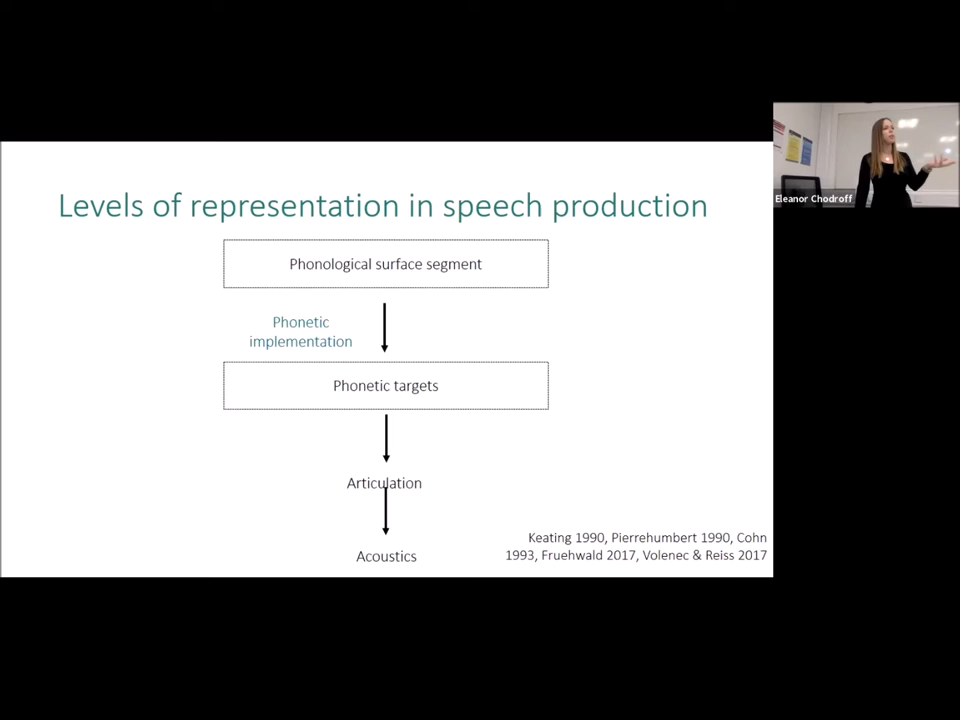 Levels of representation in speech production
Phonological surface segment
Phonetic
implementation
Phonetic targets
Articulation
Acoustics
Keating 1990, Pierrehumbert 1990, Cohn
1993, Fruehwald 2017, Volenec & Reiss 2017
Eleanor Chodroff